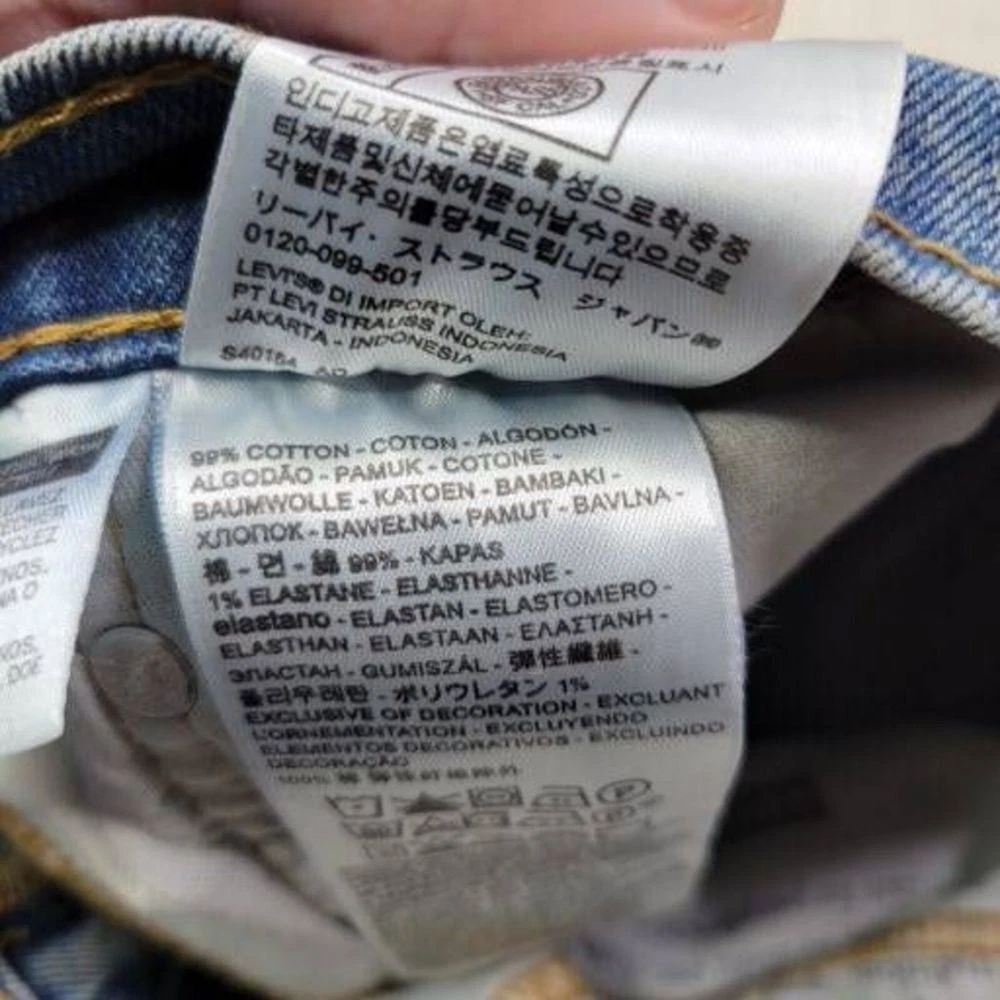 인디고제품은염료특성으로착용중
타제품및신체에묻어날수있으므로
각별한주의를당부드립니다
リーバイ・ストラウス ジャパン㈱
0120-099-501
LEVI'S® DI IMPORT OLEH:
PT LEVI STRAUSS INDONESIA
JAKARTA - INDONESIA
99% COTTON - COTON - ALGODÓN -
ALGODÃO - PAMUK - COTONE -
BAUMWOLLE - KATOEN - BAMBAKI -
ХЛОПОК - BAWEŁNA - PAMUT - BAVLNA -
棉 - 면 - 綿 99% - KAPAS
1% ELASTANE - ELASTHANNE -
elastano - ELASTAN - ELASTOMERO -
ELASTHAN - ELASTAAN - ΕΛΑΣΤΑΝΗ -
ЭЛАСТАН - GUMISZÁL - 彈性纖維 -
폴리우레탄 - ポリウレタン 1%
EXCLUSIVE OF DECORATION - EXCLUANT
L'ORNEMENTATION - EXCLUYENDO
ELEMENTOS DECORATIVOS - EXCLUINDO
DECORAÇÃO
100%